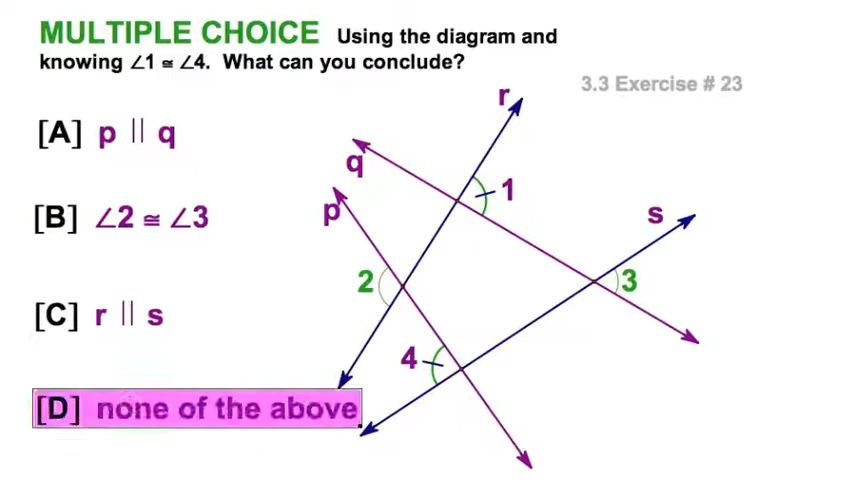 MULTIPLE CHOICE Using the diagram and
knowing ∠1 ≅ ∠4. What can you conclude?
3.3 Exercise # 23
[A] p || q
[B] ∠2 ≅ ∠3
[C] r || s
[D] none of the above
r
q
1
p
s
2
3
4